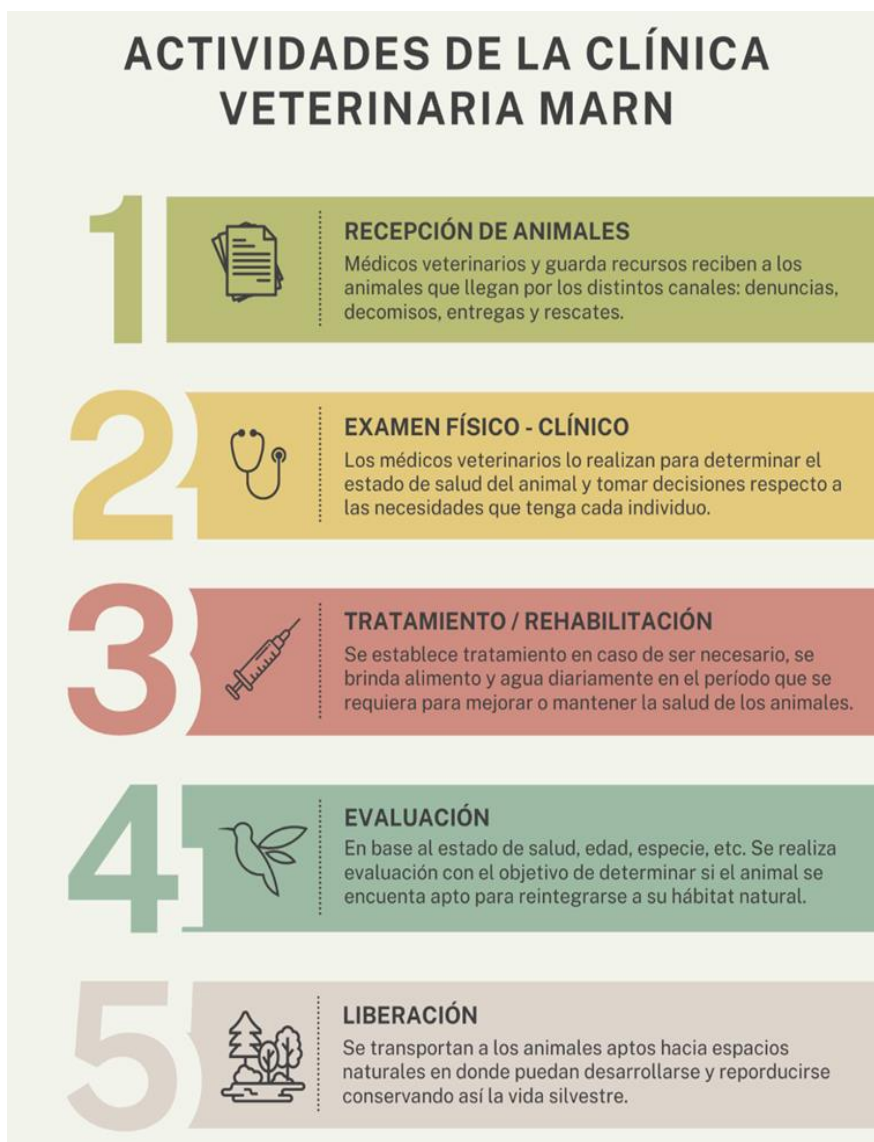 ACTIVIDADES DE LA CLÍNICA
VETERINARIA MARN
1
RECEPCIÓN DE ANIMALES
Médicos veterinarios y guarda recursos reciben a los
animales que llegan por los distintos canales: denuncias,
decomisos, entregas y rescates.
2
EXAMEN FÍSICO - CLÍNICO
Los médicos veterinarios lo realizan para determinar el
estado de salud del animal y tomar decisiones respecto a
las necesidades que tenga cada individuo.
3
TRATAMIENTO / REHABILITACIÓN
Se establece tratamiento en caso de ser necesario, se
brinda alimento y agua diariamente en el período que se
requiera para mejorar o mantener la salud de los animales.
4
EVALUACIÓN
En base al estado de salud, edad, especie, etc. Se realiza
evaluación con el objetivo de determinar si el animal se
encuenta apto para reintegrarse a su hábitat natural.
5
LIBERACIÓN
Se transportan a los animales aptos hacia espacios
naturales en donde puedan desarrollarse y reporducirse
conservando así la vida silvestre.